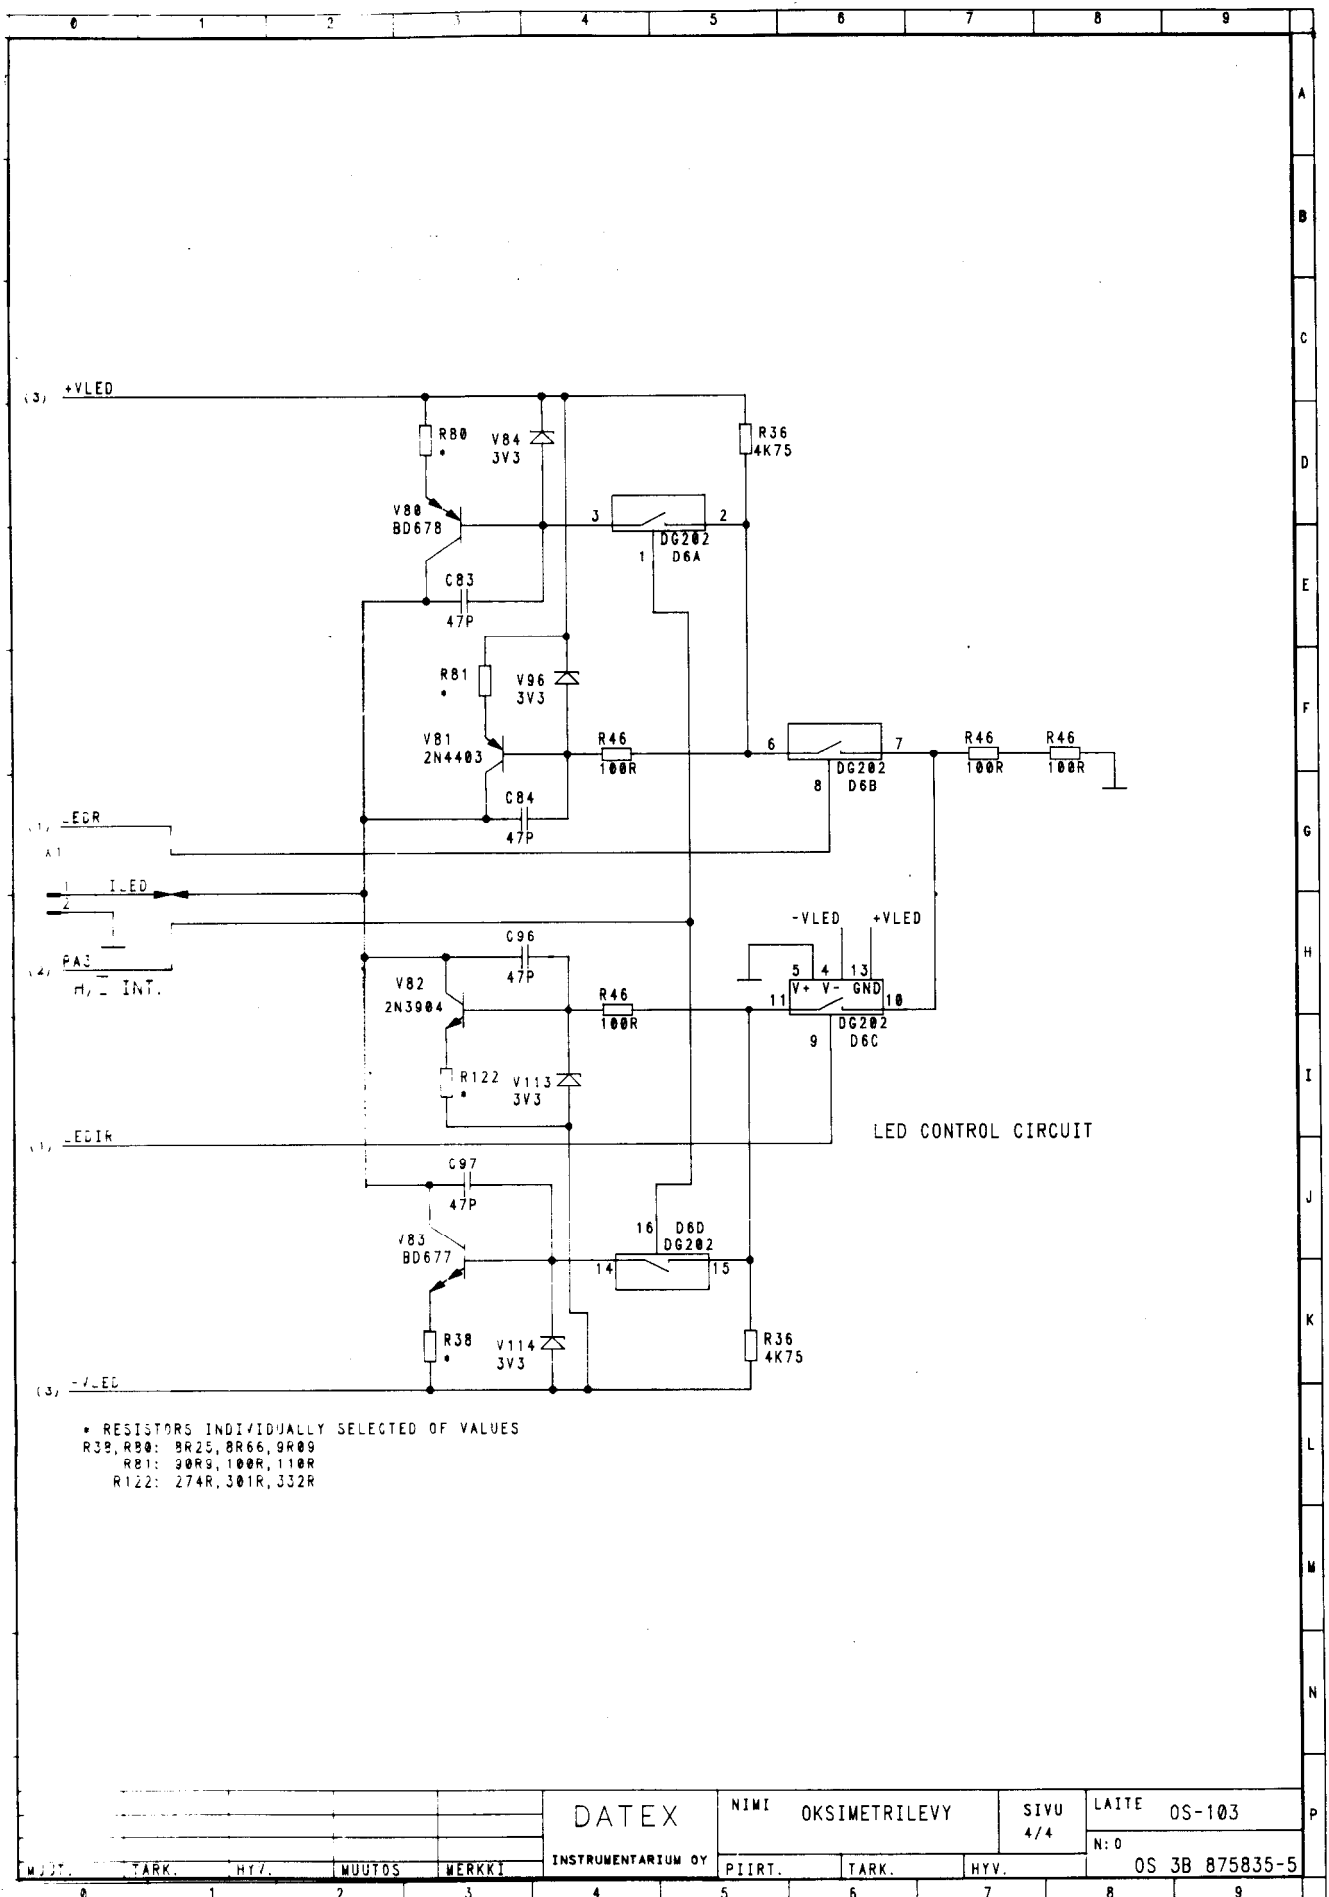 0 1 2 3 4 5 6 7 8 9
A
B
C
(3) +VLED
R80
*
V84
3V3
R36
4K75
D
V80
BD678
3
2
DG202
D6A
1
E
C83
47P
R81
*
V96
3V3
F
V81
2N4403
R46
100R
6
7
DG202
D6B
8
R46
100R
R46
100R
C84
47P
G
LEDR
1
ILED
2
-VLED
+VLED
H
(2) PA3
H/L INT.
C96
47P
V82
2N3904
R46
100R
5 4 13
V+ V- GND
11
10
DG202
D6C
9
I
R122
*
V113
3V3
LEDIR
LED CONTROL CIRCUIT
C97
47P
J
V83
BD677
16
D6D
DG202
14
15
K
R38
*
V114
3V3
R36
4K75
(3) -VLED
* RESISTORS INDIVIDUALLY SELECTED OF VALUES
R38,R80: 8R25,8R66,9R09
R81: 90R9,100R,110R
R122: 274R,301R,332R
L
M
N
P
DATEX
INSTRUMENTARIUM OY
NIMI OKSIMETRILEVY
SIVU
4/4
LAITE OS-103
N:0
OS 3B 875835-5
MUUT. TARK. HYV. MUUTOS MERKKI
PIIRT. TARK. HYV.
0 1 2 3 4 5 6 7 8 9